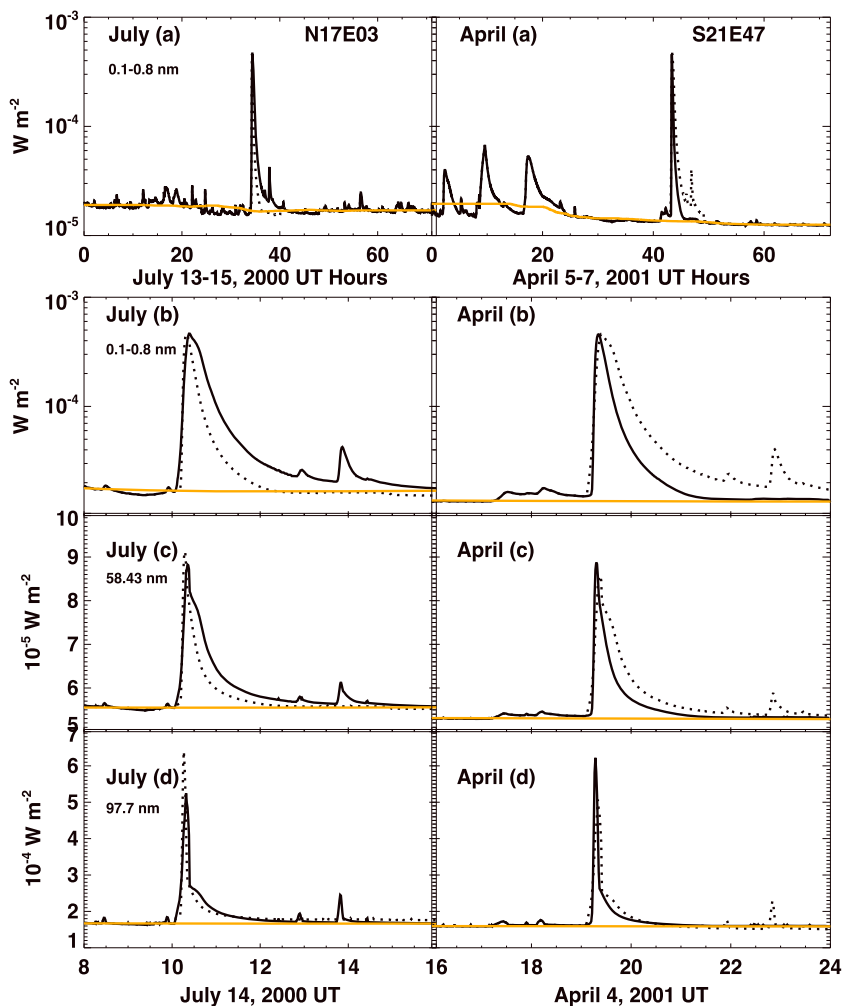 July (a) N17E03 April (a) S21E47
0.1-0.8 nm
W m-2
10-3
10-4
10-5
0 20 40 60 0 20 40 60
July 13-15, 2000 UT Hours April 5-7, 2001 UT Hours
July (b) April (b)
0.1-0.8 nm
W m-2
10-3
10-4
July (c) April (c)
58.43 nm
10-5 W m-2
10
9
8
7
6
5
July (d) April (d)
97.7 nm
10-4 W m-2
7
6
5
4
3
2
1
8 10 12 14 16 18 20 22 24
July 14, 2000 UT April 4, 2001 UT